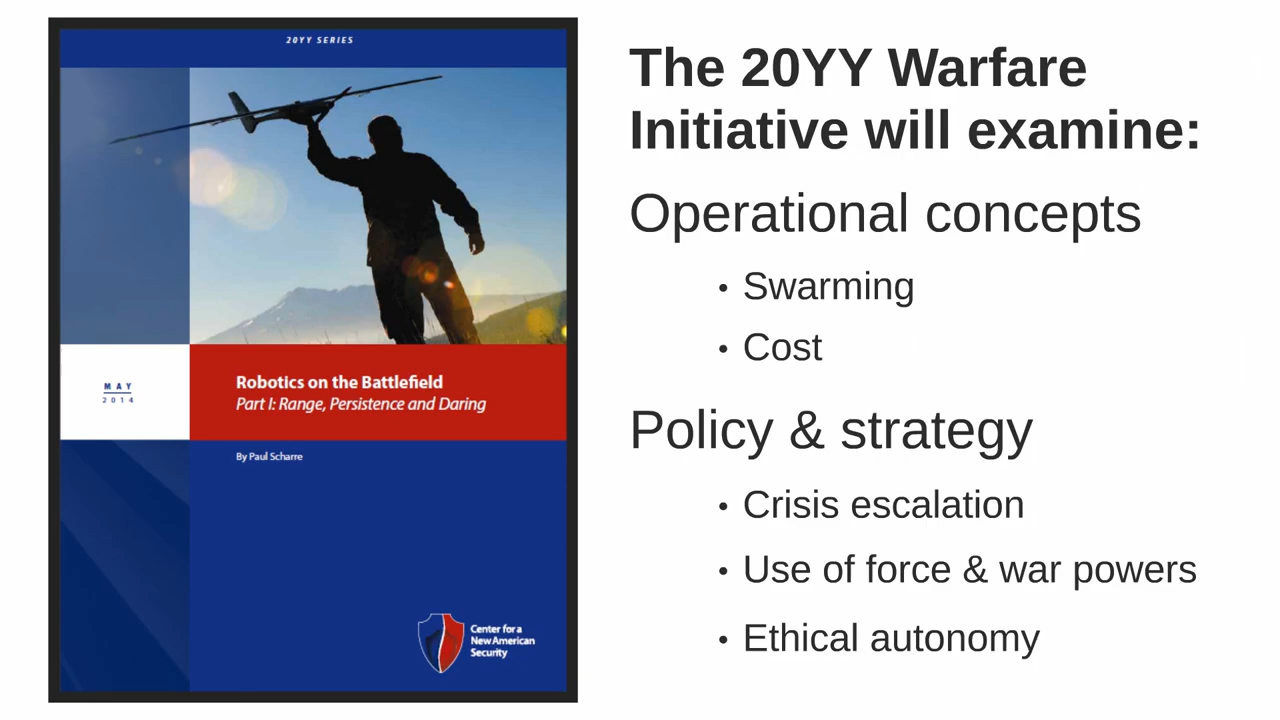 20YY SERIES
MAY
2014
Robotics on the Battlefield
Part I: Range, Persistence and Daring
By Paul Scharre
Center for a
New American
Security
The 20YY Warfare
Initiative will examine:
Operational concepts
• Swarming
• Cost
Policy & strategy
• Crisis escalation
• Use of force & war powers
• Ethical autonomy